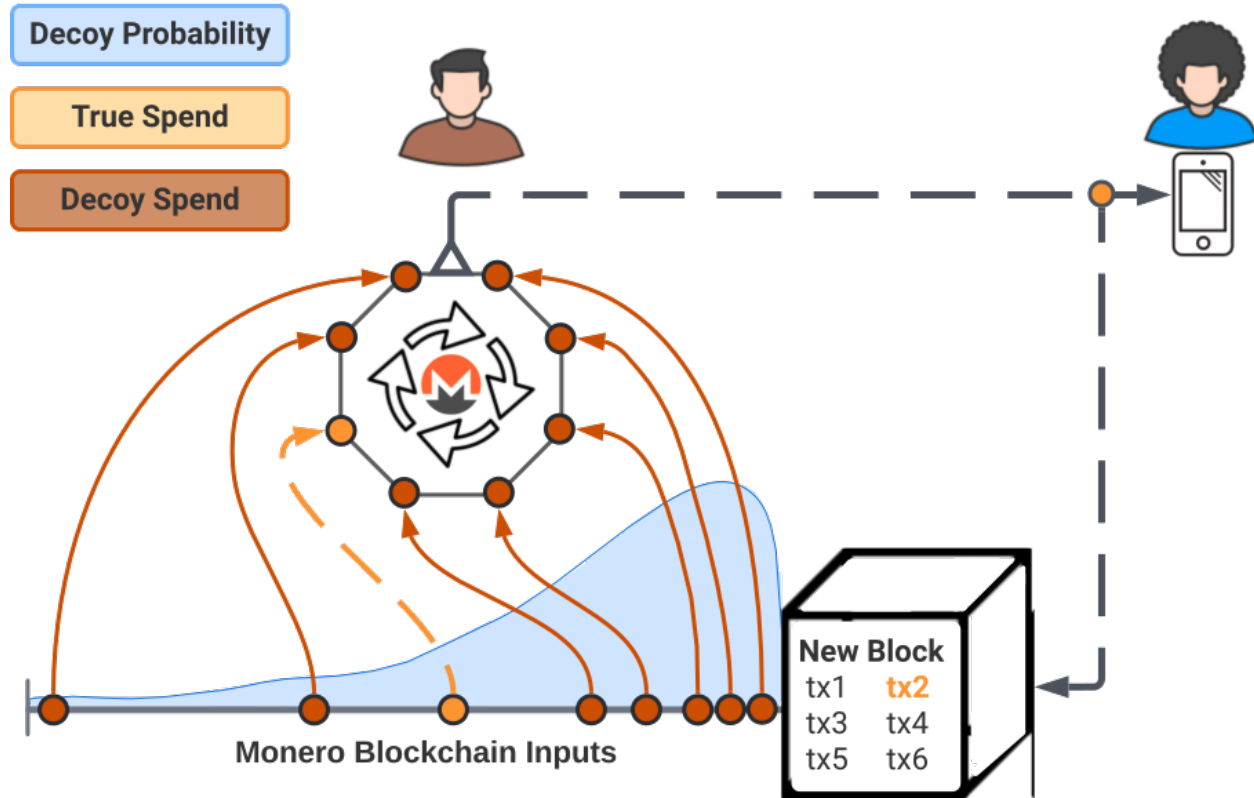 Decoy Probability
True Spend
Decoy Spend
New Block
tx1 tx2
tx3 tx4
tx5 tx6
Monero Blockchain Inputs